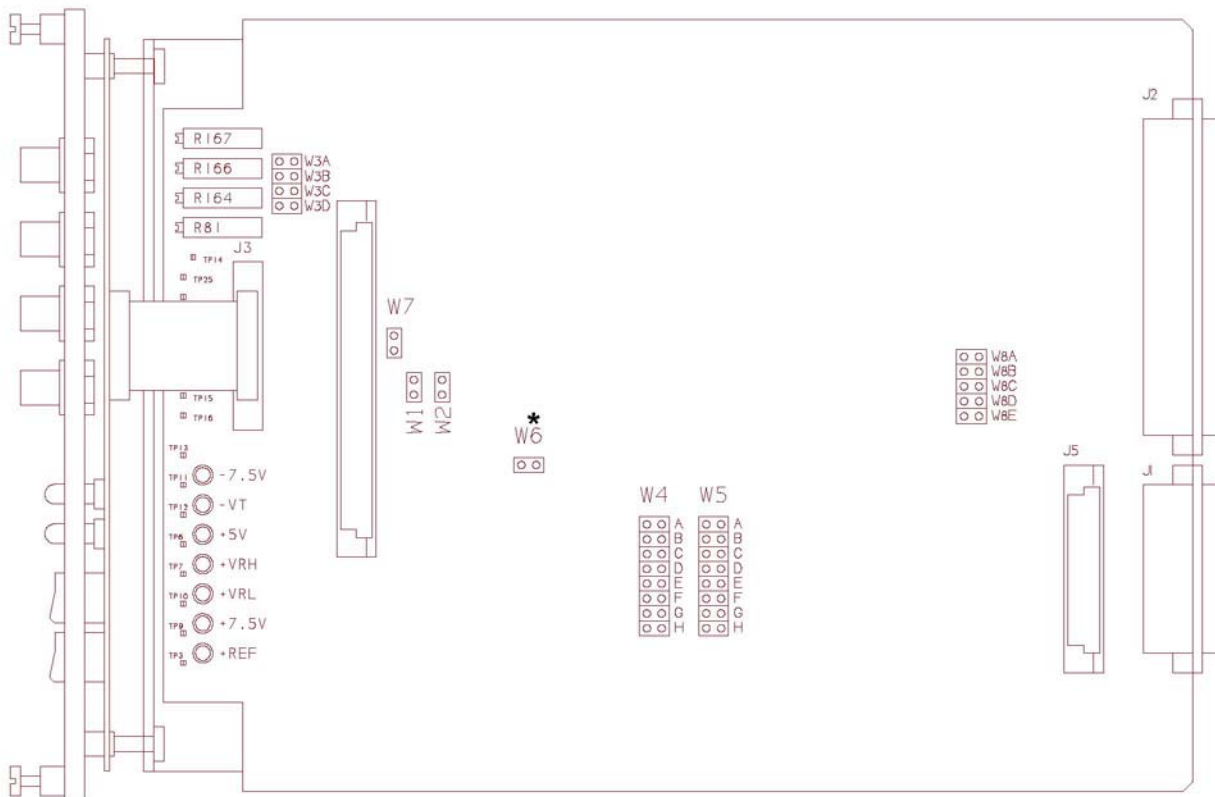 J2
R167
R166
R164
R81
W3A
W3B
W3C
W3D
J3
TP14
TP25
W7
W1
W2
TP15
TP16
*
W6
W8A
W8B
W8C
W8D
W8E
TP13
TP11 -7.5V
TP12 -VT
TP6 +5V
TP7 +VRH
TP10 +VRL
TP9 +7.5V
TP3 +REF
J5
J1
W4 W5
A A
B B
C C
D D
E E
F F
G G
H H